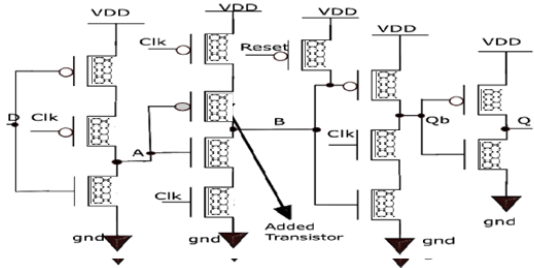 VDD
VDD
VDD
VDD
VDD
Clk
Reset
D
Clk
A
B
Clk
Qb
Q
Clk
Added
Transistor
gnd
gnd
gnd
gnd